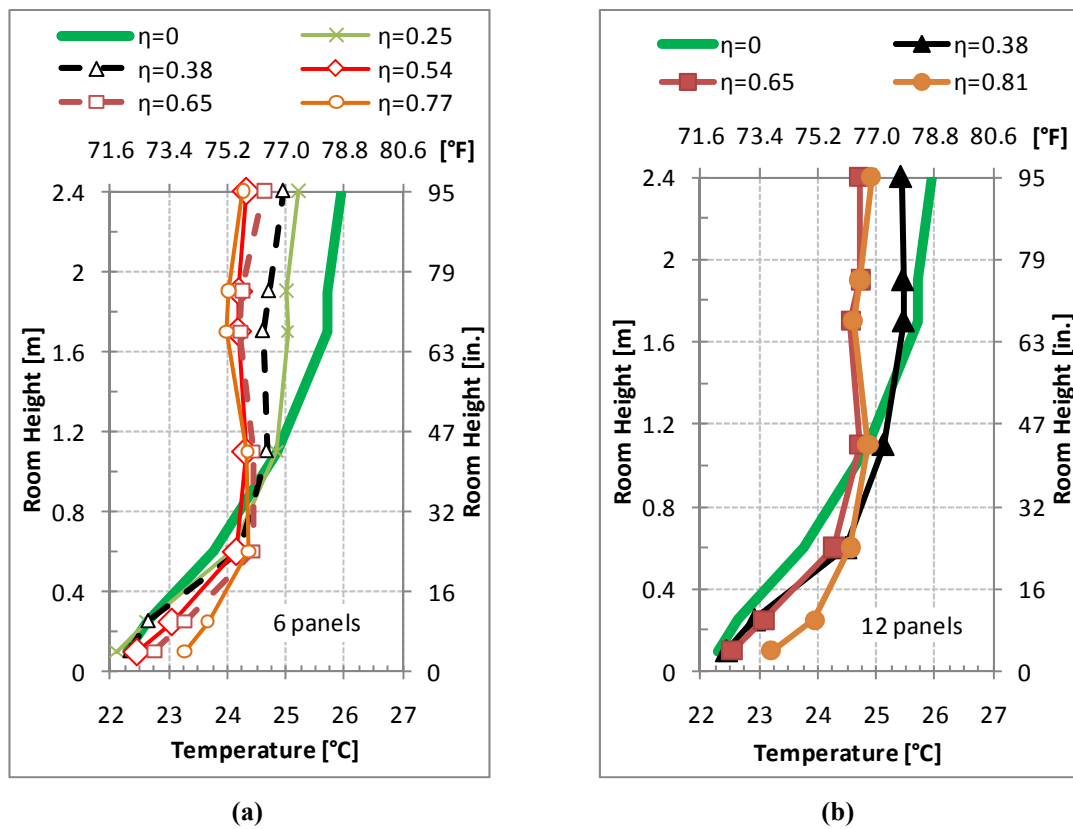 η=0 η=0.25
η=0.38 η=0.54
η=0.65 η=0.77
71.6 73.4 75.2 77.0 78.8 80.6 [°F]
2.4 95
2 79
1.6 63
1.2 47
0.8 32
0.4 16
0 0
Room Height [m]
Room Height [in.]
6 panels
22 23 24 25 26 27
Temperature [°C]
(a)
η=0 η=0.38
η=0.65 η=0.81
71.6 73.4 75.2 77.0 78.8 80.6 [°F]
2.4 95
2 79
1.6 63
1.2 47
0.8 32
0.4 16
0 0
Room Height [m]
Room Height [in.]
12 panels
22 23 24 25 26 27
Temperature [°C]
(b)